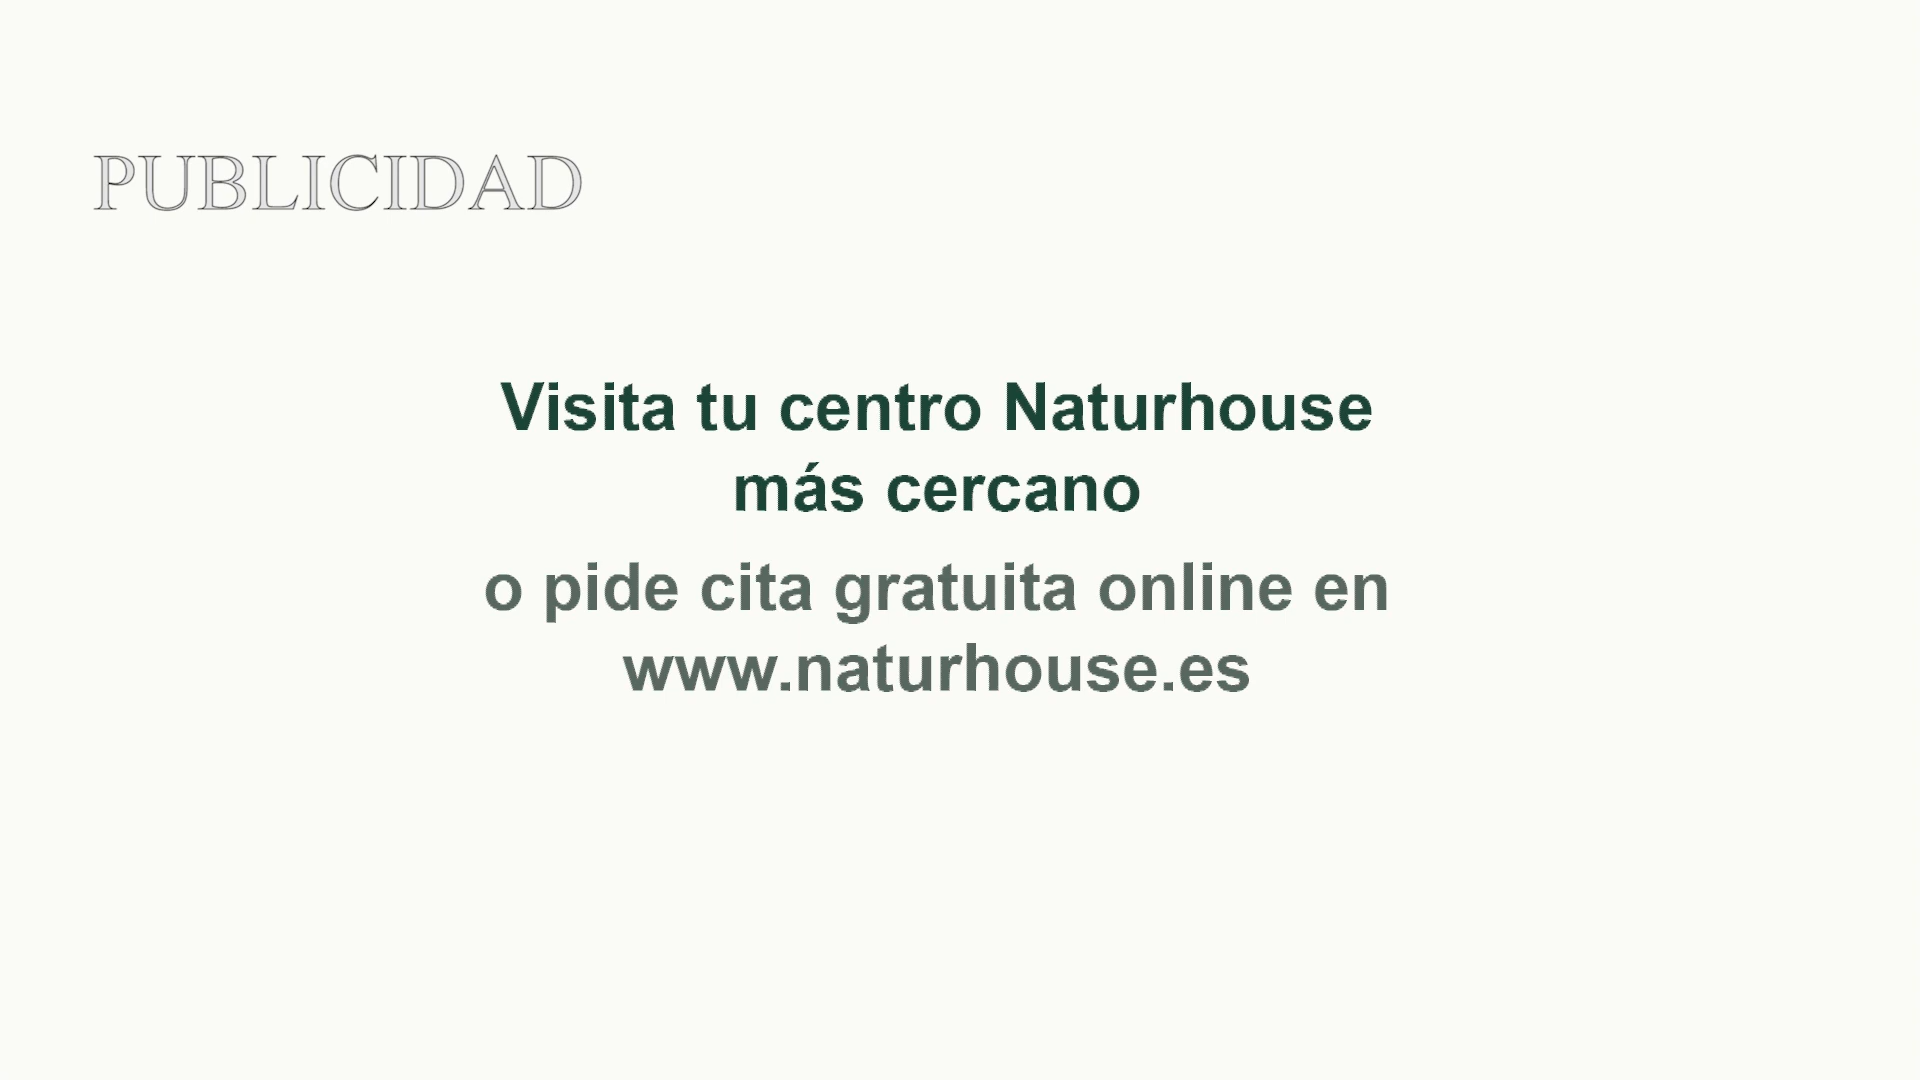 PUBLICIDAD
Visita tu centro Naturhouse
más cercano
o pide cita gratuita online en
www.naturhouse.es